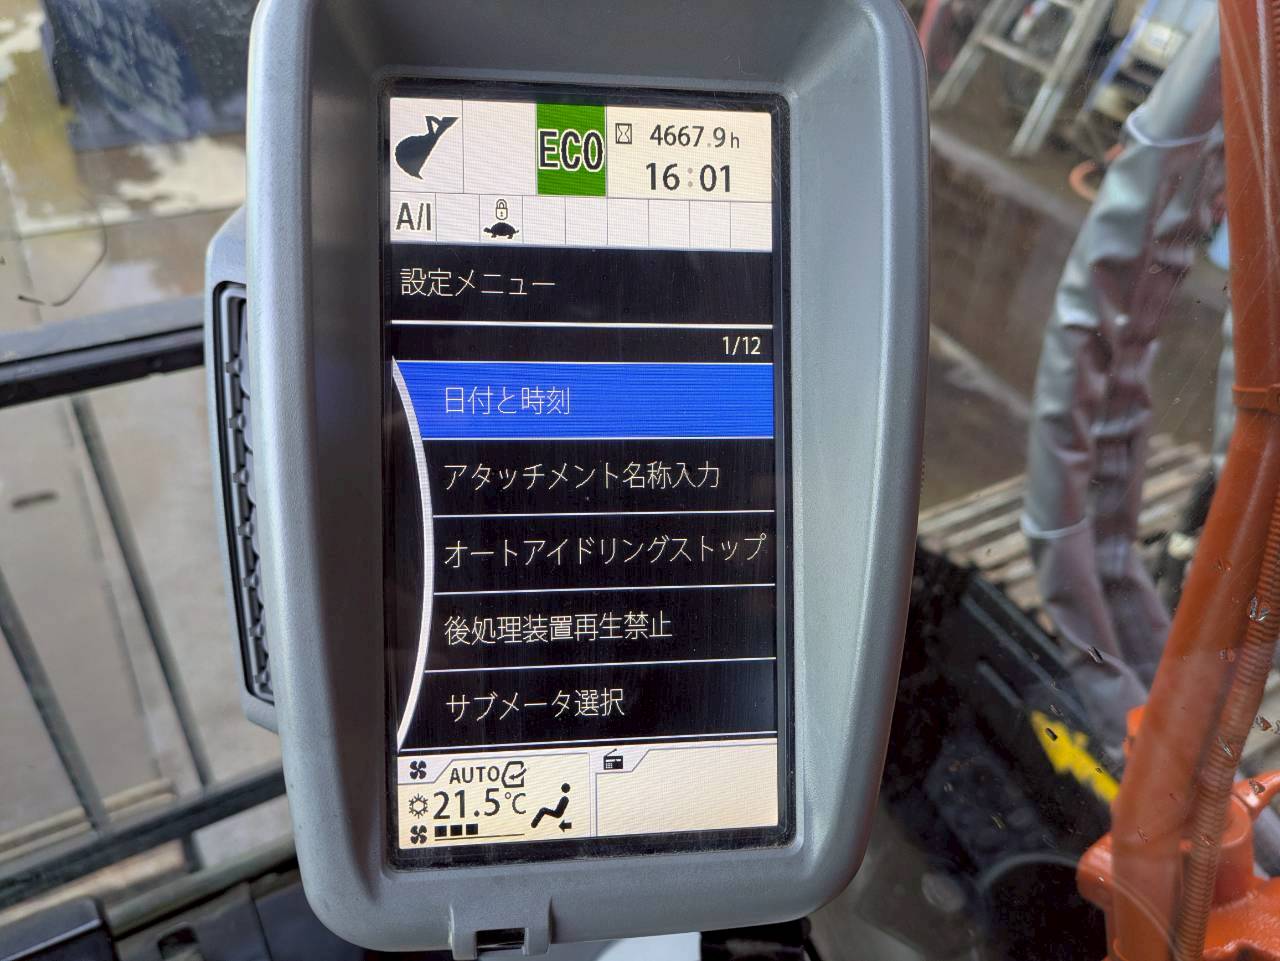 ECO
4667.9h
16:01
A/I
設定メニュー
1/12
日付と時刻
アタッチメント名称入力
オートアイドリングストップ
後処理装置再生禁止
サブメータ選択
AUTO
21.5℃